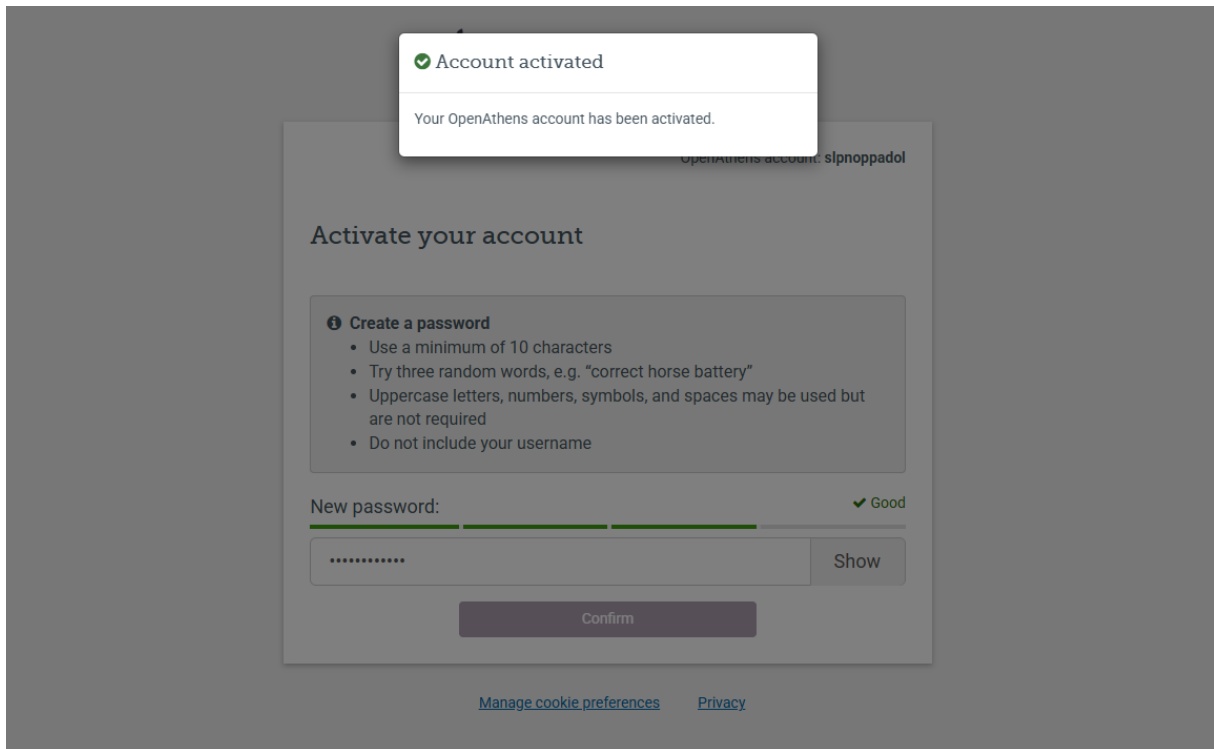 Account activated
Your OpenAthens account has been activated.
OpenAthens account: slpnoppadol
Activate your account
Create a password
• Use a minimum of 10 characters
• Try three random words, e.g. “correct horse battery”
• Uppercase letters, numbers, symbols, and spaces may be used but
are not required
• Do not include your username
New password:
Good
••••••••••••
Show
Confirm
Manage cookie preferences
Privacy